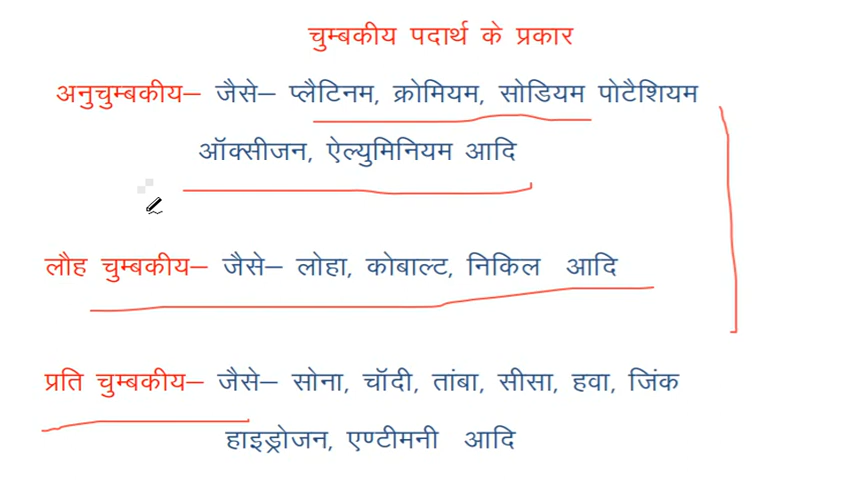 चुम्बकीय पदार्थ के प्रकार
अनुचुम्बकीय– जैसे– प्लैटिनम, क्रोमियम, सोडियम पोटैशियम
ऑक्सीजन, ऐल्युमिनियम आदि
लौह चुम्बकीय– जैसे– लोहा, कोबाल्ट, निकिल आदि
प्रति चुम्बकीय– जैसे– सोना, चॉदी, तांबा, सीसा, हवा, जिंक
हाइड्रोजन, एण्टीमनी आदि